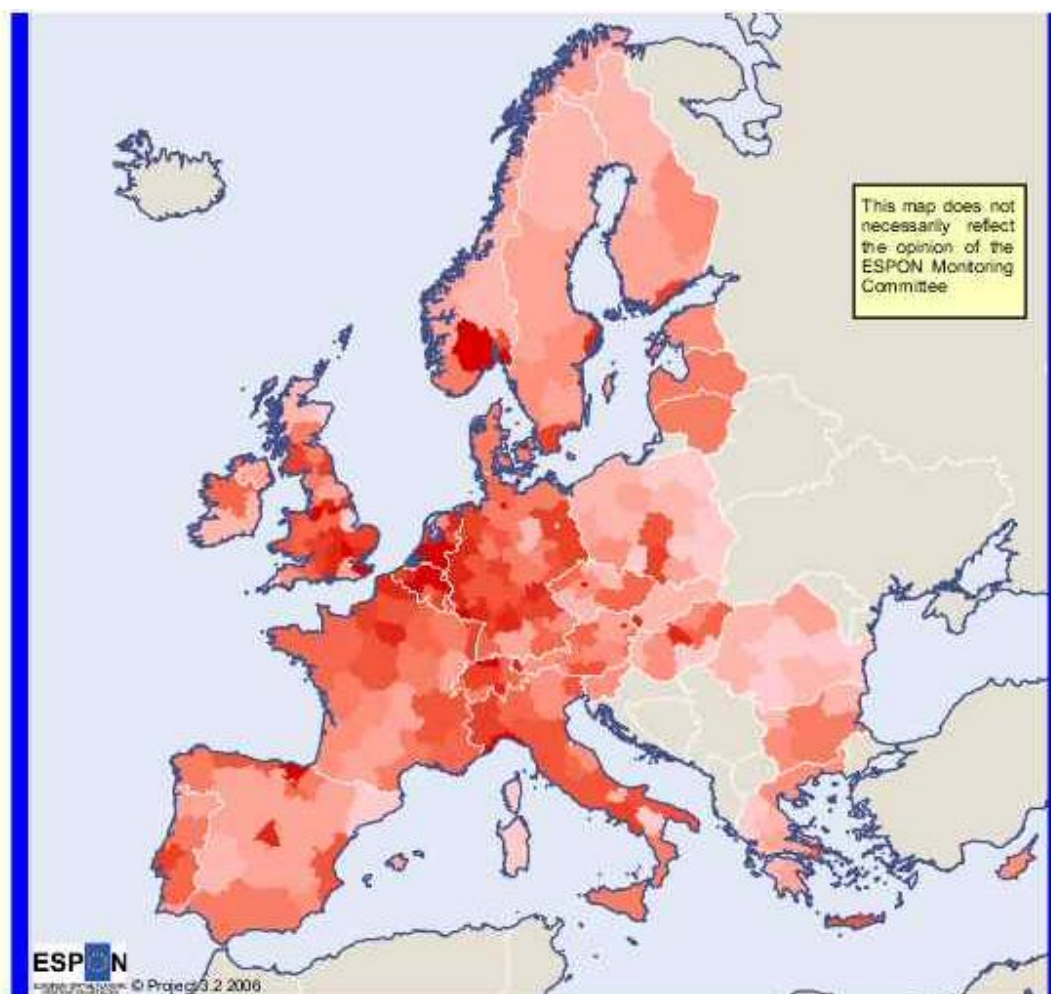 This map does not
necessarily reflect
the opinion of the
ESPON Monitoring
Committee
ESPON
© Project 3.2 2006